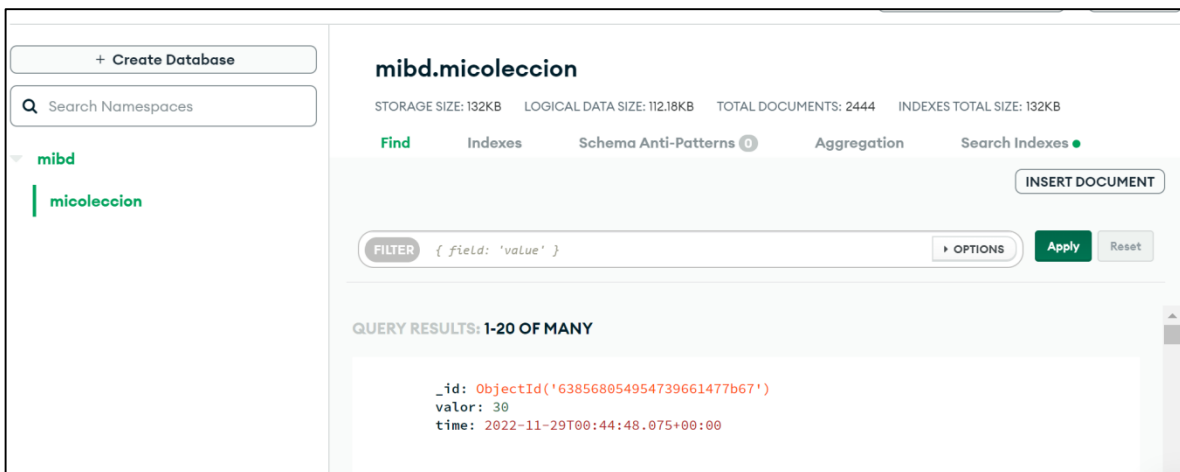 + Create Database
Search Namespaces
mibd
micoleccion
mibd.micoleccion
STORAGE SIZE: 132KB LOGICAL DATA SIZE: 112.18KB TOTAL DOCUMENTS: 2444 INDEXES TOTAL SIZE: 132KB
Find Indexes Schema Anti-Patterns 0 Aggregation Search Indexes
INSERT DOCUMENT
FILTER { field: 'value' } OPTIONS Apply Reset
QUERY RESULTS: 1-20 OF MANY
_id: ObjectId('638568054954739661477b67')
valor: 30
time: 2022-11-29T00:44:48.075+00:00